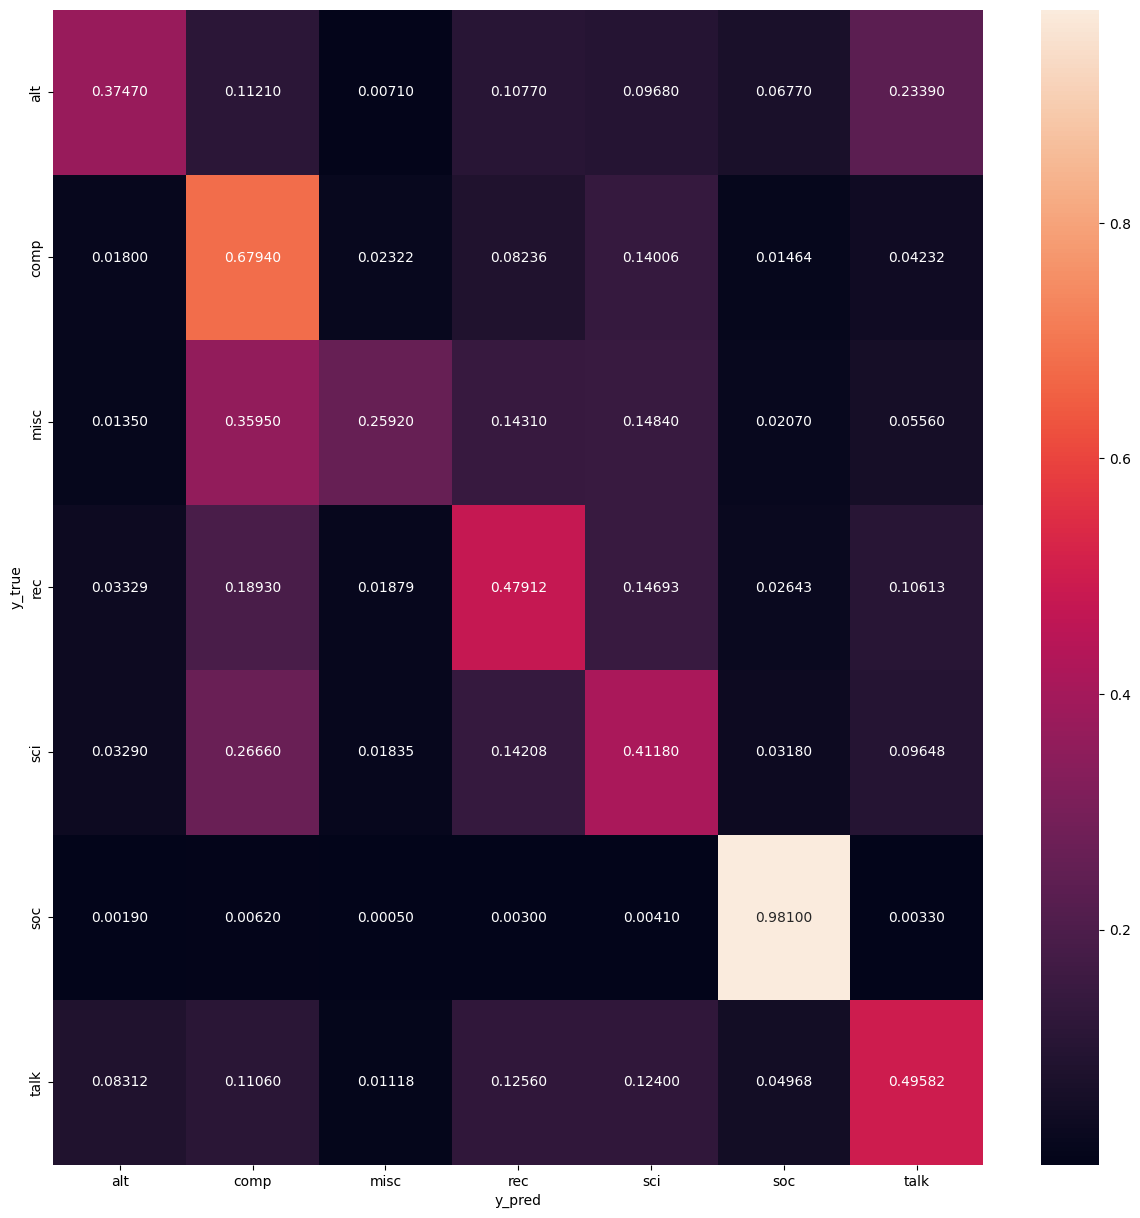 alt 0.37470 0.11210 0.00710 0.10770 0.09680 0.06770 0.23390
comp 0.01800 0.67940 0.02322 0.08236 0.14006 0.01464 0.04232
misc 0.01350 0.35950 0.25920 0.14310 0.14840 0.02070 0.05560
y_true
rec 0.03329 0.18930 0.01879 0.47912 0.14693 0.02643 0.10613
sci 0.03290 0.26660 0.01835 0.14208 0.41180 0.03180 0.09648
soc 0.00190 0.00620 0.00050 0.00300 0.00410 0.98100 0.00330
talk 0.08312 0.11060 0.01118 0.12560 0.12400 0.04968 0.49582
alt comp misc rec sci soc talk
y_pred
0.8
0.6
0.4
0.2